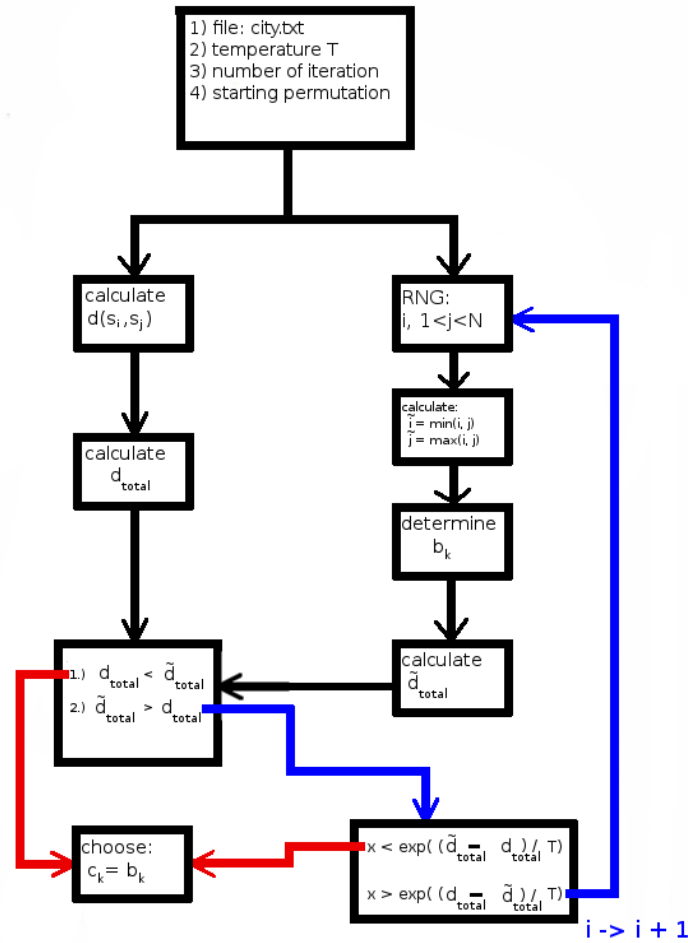 1) file: city.txt
2) temperature T
3) number of iteration
4) starting permutation
calculate
d(sᵢ,sⱼ)
RNG:
i, 1<j<N
calculate:
ĩ = min(i, j)
j̃ = max(i, j)
calculate
d_total
determine
b_k
calculate
d̃_total
1.) d_total < d̃_total
2.) d̃_total > d_total
choose:
c_k= b_k
x < exp( (d̃_total − d_total)/ T)
x > exp( (d_total − d̃_total)/ T)
i -> i + 1